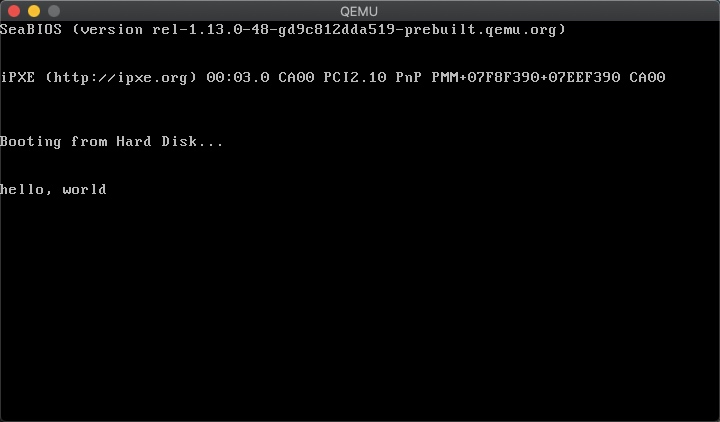 QEMU
SeaBIOS (version rel-1.13.0-48-gd9c812dda519-prebuilt.qemu.org)
iPXE (http://ipxe.org) 00:03.0 CA00 PCI2.10 PnP PMM+07F8F390+07EEF390 CA00
Booting from Hard Disk...
hello, world